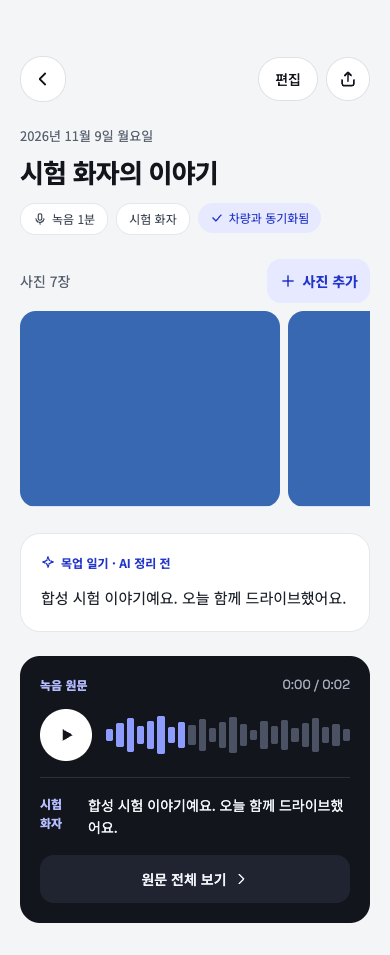 편집
2026년 11월 9일 월요일
시험 화자의 이야기
녹음 1분
시험 화자
차량과 동기화됨
사진 7장
사진 추가
목업 일기 · AI 정리 전
합성 시험 이야기예요. 오늘 함께 드라이브했어요.
녹음 원문
0:00 / 0:02
시험 화자
합성 시험 이야기예요. 오늘 함께 드라이브했
어요.
원문 전체 보기